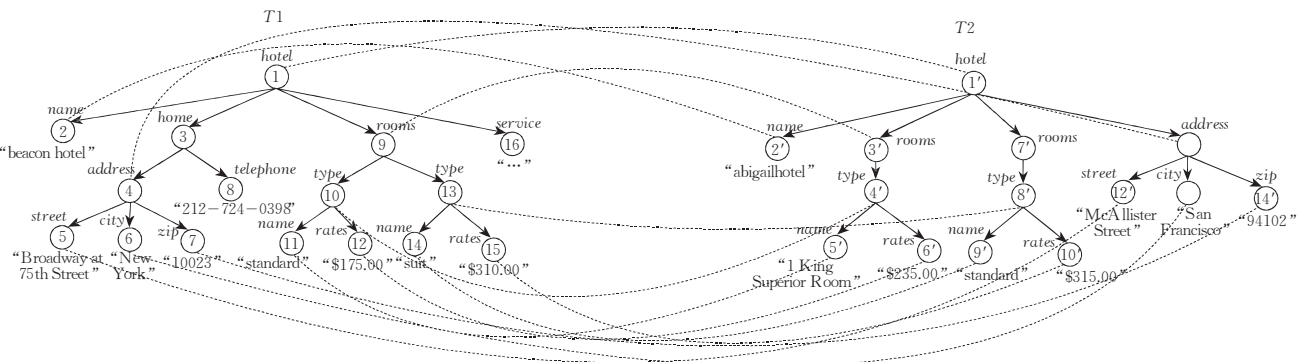 T1
T2
hotel
1
hotel
1′
name
2
"beacon hotel"
home
3
rooms
9
service
16
"…"
name
2′
"abigailhotel"
rooms
3′
rooms
7′
address
address
4
telephone
8
"212-724-0398"
type
10
type
13
type
4′
type
8′
street
12′
"McAllister
Street"
city
"San
Francisco"
zip
14′
"94102"
street
5
"Broadway at
75th Street"
city
6
"New
York"
zip
7
"10023"
name
11
"standard"
rates
12
"$175.00"
name
14
"suit"
rates
15
"$310.00"
name
5′
"1 King
Superior Room"
rates
6′
"$235.00"
name
9′
"standard"
rates
10′
"$315.00"